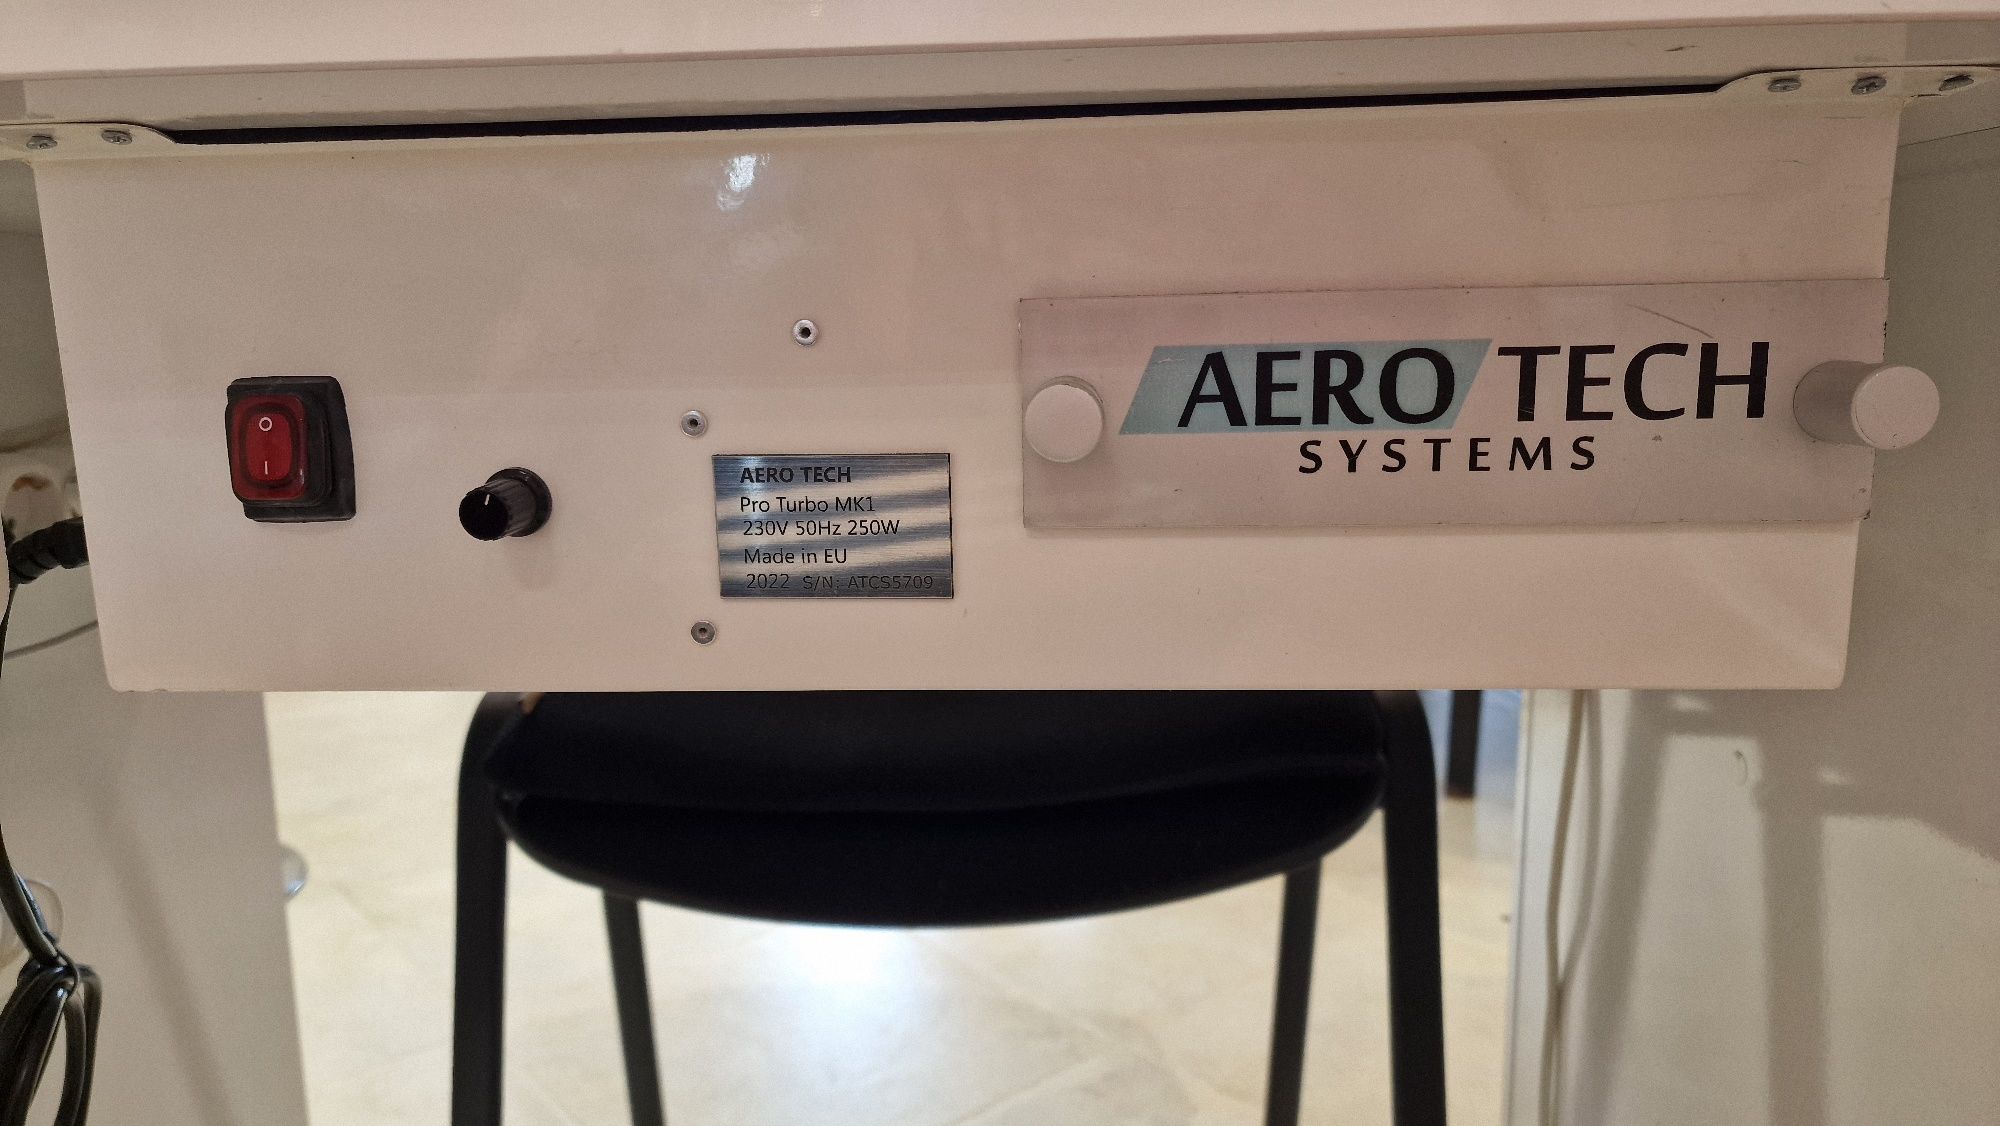 AERO TECH
SYSTEMS
AERO TECH
Pro Turbo MK1
230V 50Hz 250W
Made in EU
2022 S/N: ATCS5709